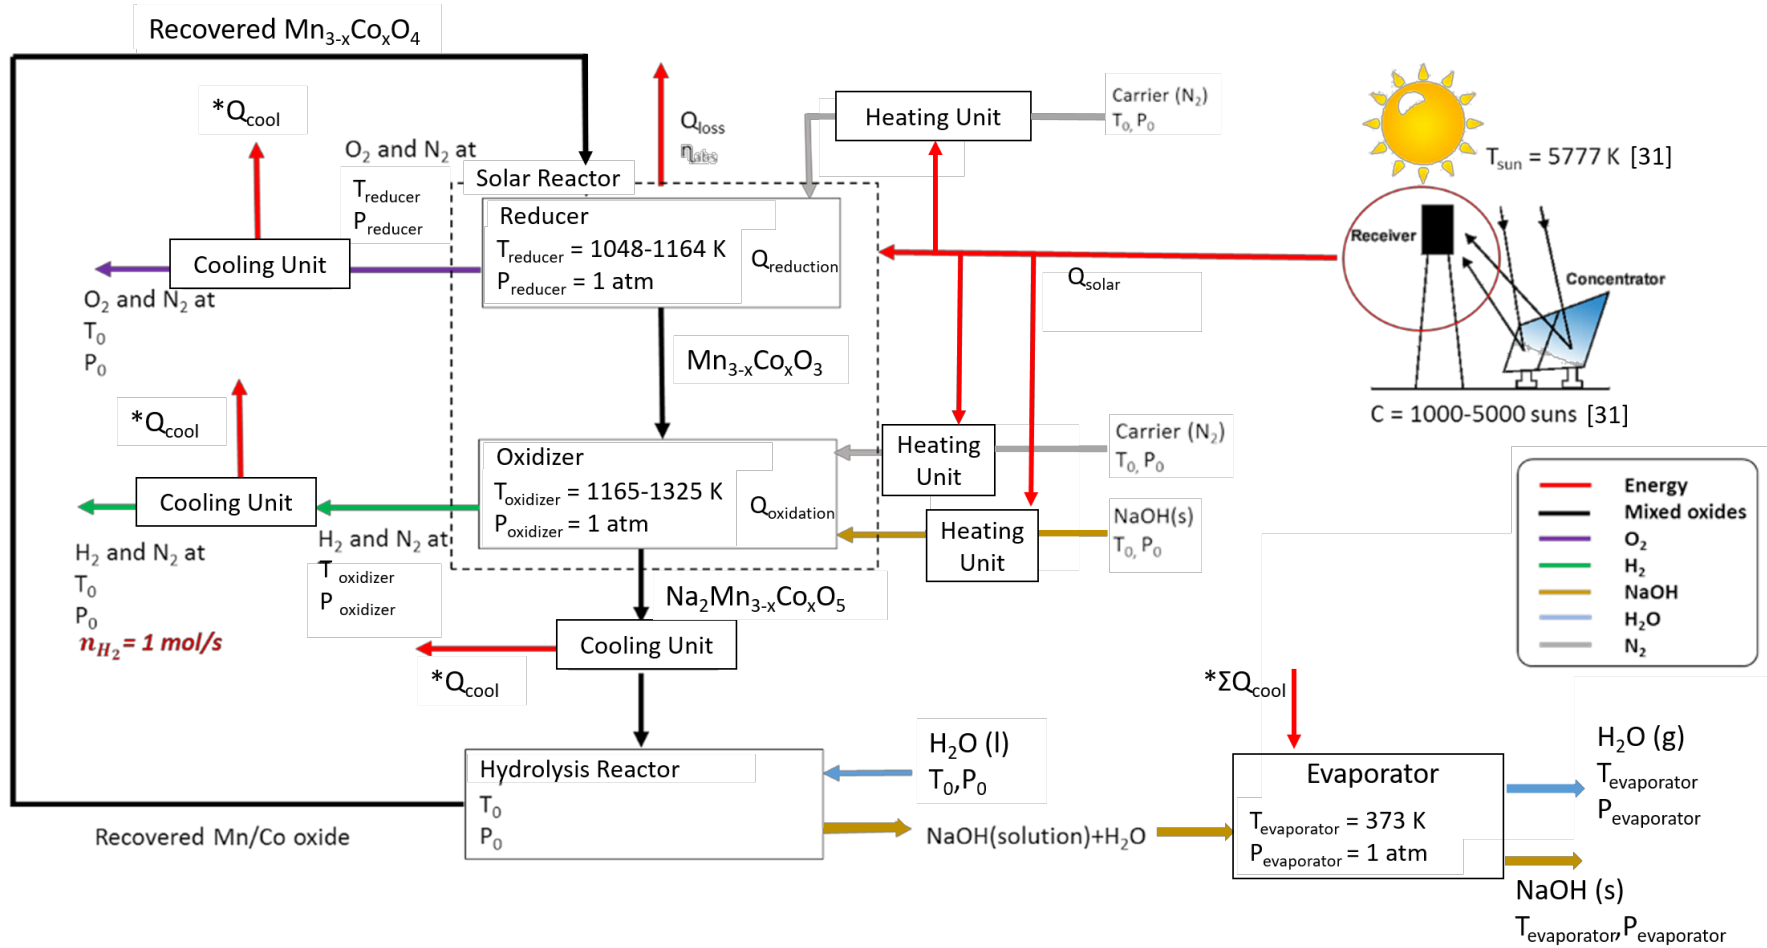 Recovered Mn3-xCoxO4
*Qcool
O2 and N2 at
Treducer
Preducer
Cooling Unit
O2 and N2 at
T0
P0
Qloss
ηabs
Solar Reactor
Reducer
Treducer = 1048-1164 K
Preducer = 1 atm
Qreduction
Heating Unit
Carrier (N2)
T0, P0
Tsun = 5777 K [31]
Receiver
Concentrator
C = 1000-5000 suns [31]
Qsolar
Mn3-xCoxO3
*Qcool
Cooling Unit
H2 and N2 at
T0
P0
nH2 = 1 mol/s
H2 and N2 at
T oxidizer
P oxidizer
Oxidizer
Toxidizer = 1165-1325 K
Poxidizer = 1 atm
Qoxidation
Heating
Unit
Carrier (N2)
T0, P0
Heating
Unit
NaOH(s)
T0, P0
Energy
Mixed oxides
O2
H2
NaOH
H2O
N2
Na2Mn3-xCoxO5
Cooling Unit
*Qcool
Hydrolysis Reactor
T0
P0
H2O (l)
T0,P0
NaOH(solution)+H2O
Recovered Mn/Co oxide
*ΣQcool
Evaporator
Tevaporator = 373 K
Pevaporator = 1 atm
H2O (g)
Tevaporator
Pevaporator
NaOH (s)
Tevaporator,Pevaporator